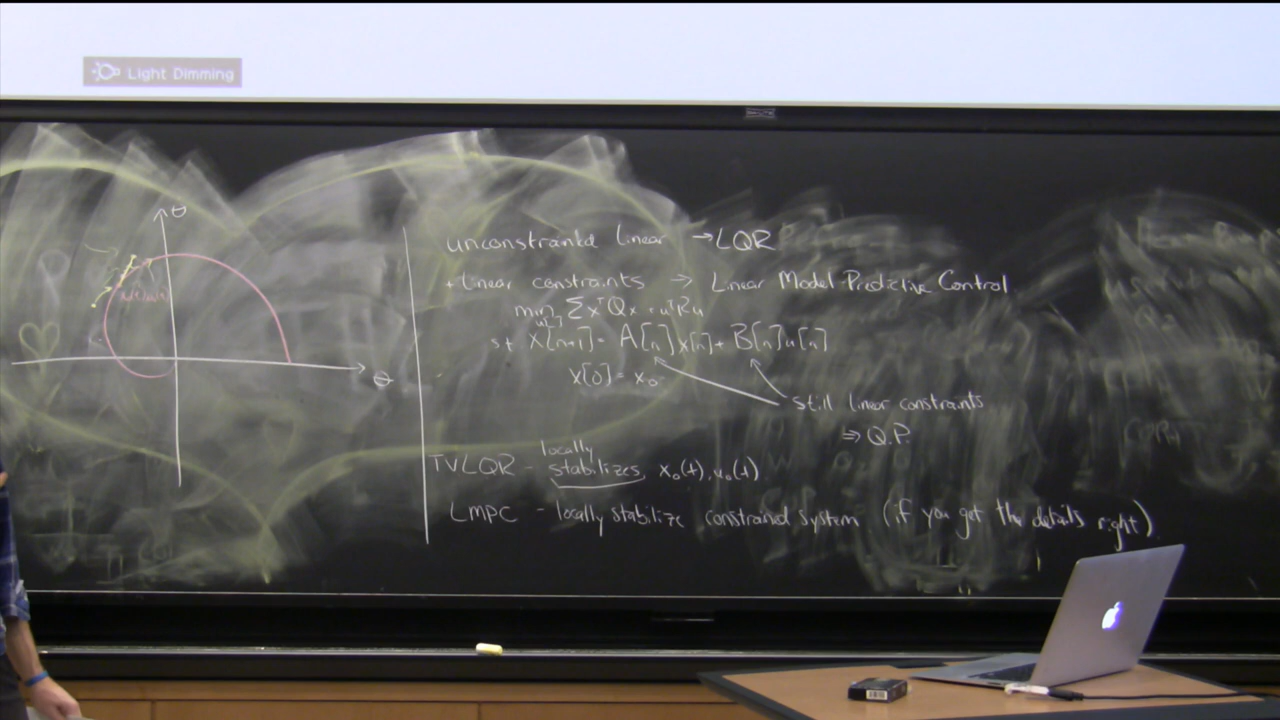 Light Dimming
θ̇
θ
unconstrained linear → LQR
+ linear constraints → Linear Model Predictive Control
min u[.] Σ xᵀQx + uᵀRu
st x[n+1] = A[n]x[n] + B[n]u[n]
x[0] = x₀
still linear constraints
⇒ Q.P.
locally
TVLQR - stabilizes x₀(t), u₀(t)
LMPC - locally stabilize constrained system (if you get the details right)